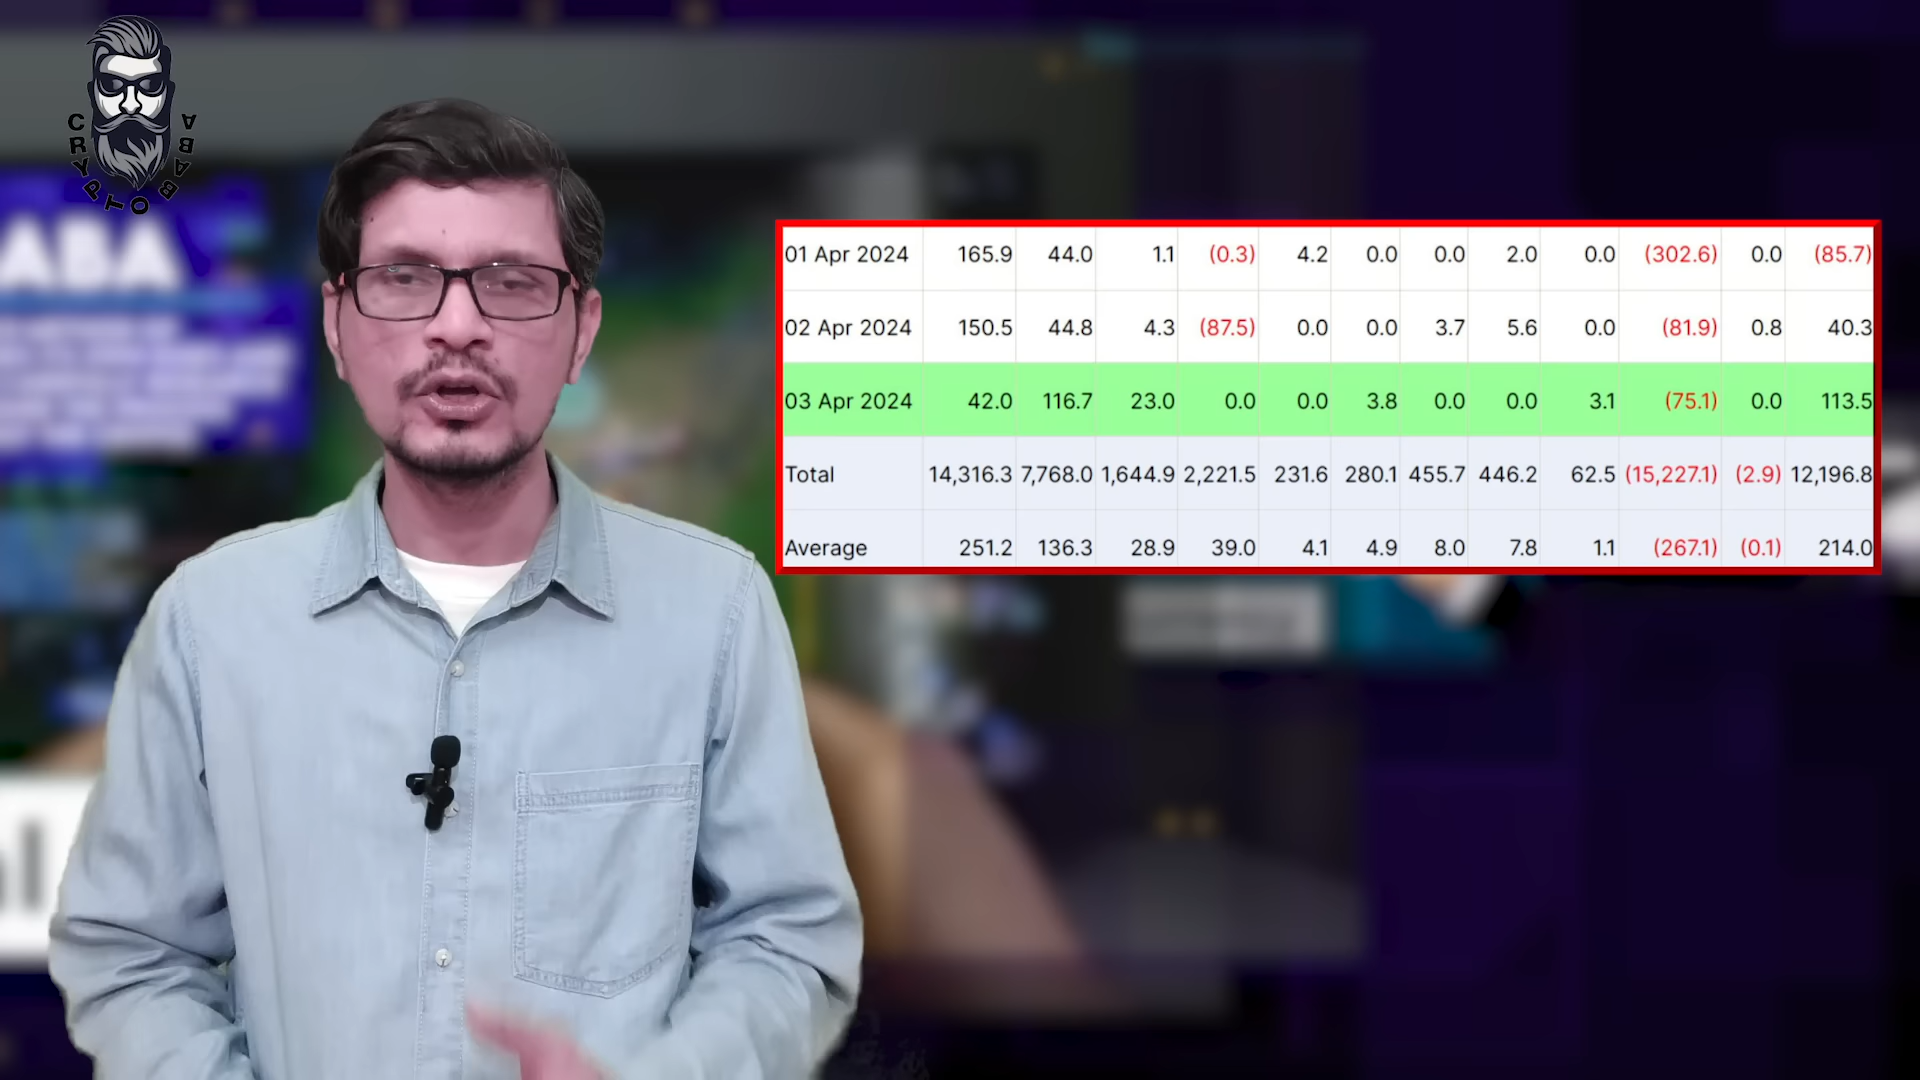 CRYPTO BABA
ABA
01 Apr 2024 165.9 44.0 1.1 (0.3) 4.2 0.0 0.0 2.0 0.0 (302.6) 0.0 (85.7)
02 Apr 2024 150.5 44.8 4.3 (87.5) 0.0 0.0 3.7 5.6 0.0 (81.9) 0.8 40.3
03 Apr 2024 42.0 116.7 23.0 0.0 0.0 3.8 0.0 0.0 3.1 (75.1) 0.0 113.5
Total 14,316.3 7,768.0 1,644.9 2,221.5 231.6 280.1 455.7 446.2 62.5 (15,227.1) (2.9) 12,196.8
Average 251.2 136.3 28.9 39.0 4.1 4.9 8.0 7.8 1.1 (267.1) (0.1) 214.0